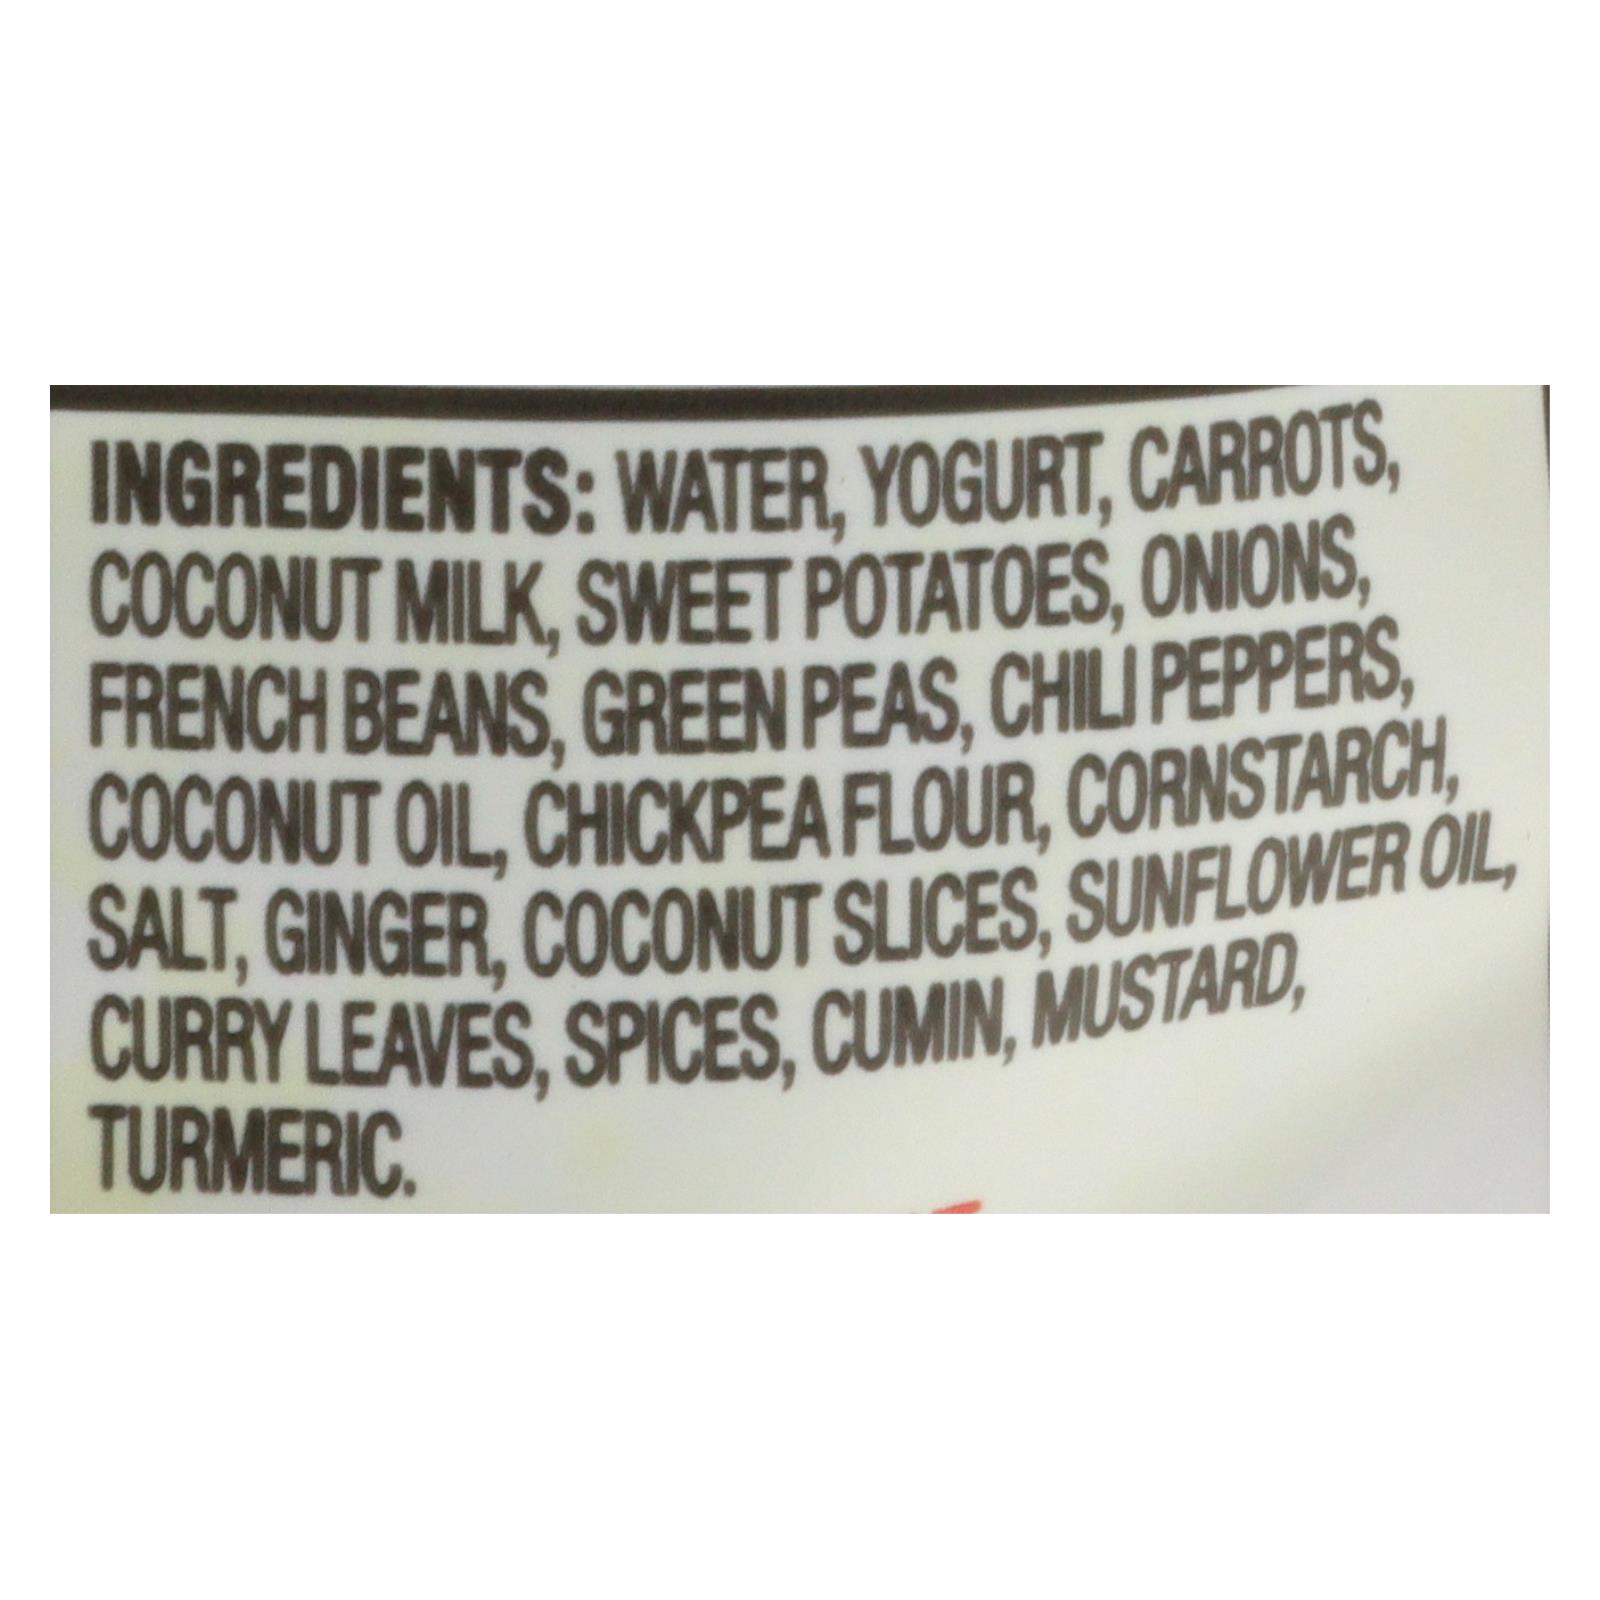 INGREDIENTS: WATER, YOGURT, CARROTS,
COCONUT MILK, SWEET POTATOES, ONIONS,
FRENCH BEANS, GREEN PEAS, CHILI PEPPERS,
COCONUT OIL, CHICKPEA FLOUR, CORNSTARCH,
SALT, GINGER, COCONUT SLICES, SUNFLOWER OIL,
CURRY LEAVES, SPICES, CUMIN, MUSTARD,
TURMERIC.